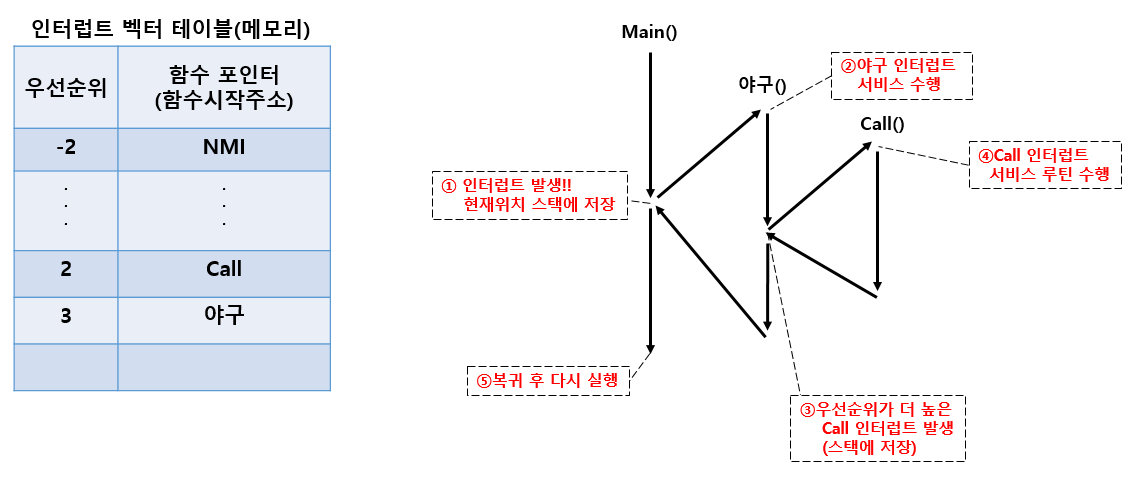 인터럽트 벡터 테이블(메모리)
우선순위
함수 포인터
(함수시작주소)
-2
NMI
.
.
.
.
.
.
2
Call
3
야구
Main()
야구()
Call()
① 인터럽트 발생!!
현재위치 스택에 저장
②야구 인터럽트
서비스 수행
④Call 인터럽트
서비스 루틴 수행
⑤복귀 후 다시 실행
③우선순위가 더 높은
Call 인터럽트 발생
(스택에 저장)